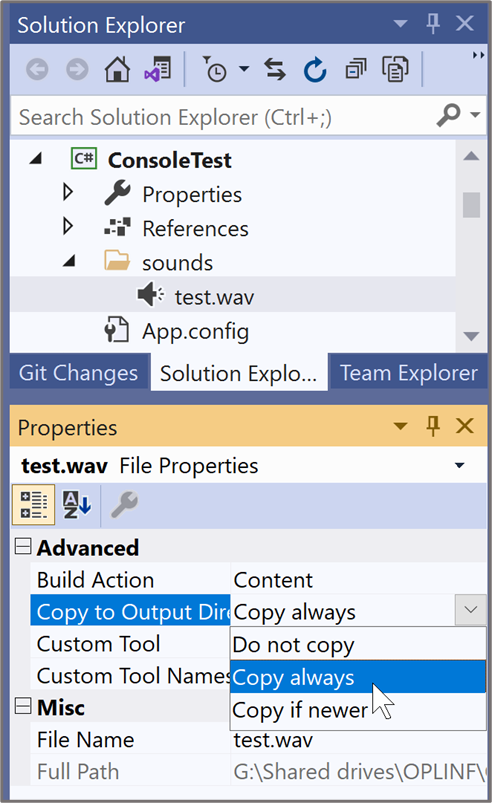 Solution Explorer
Search Solution Explorer (Ctrl+;)
C# ConsoleTest
Properties
References
sounds
test.wav
App.config
Git Changes Solution Explo... Team Explorer
Properties
test.wav File Properties
Advanced
Build Action Content
Copy to Output Dire Copy always
Custom Tool Do not copy
Custom Tool Names Copy always
Misc Copy if newer
File Name test.wav
Full Path G:\Shared drives\OPLINF\